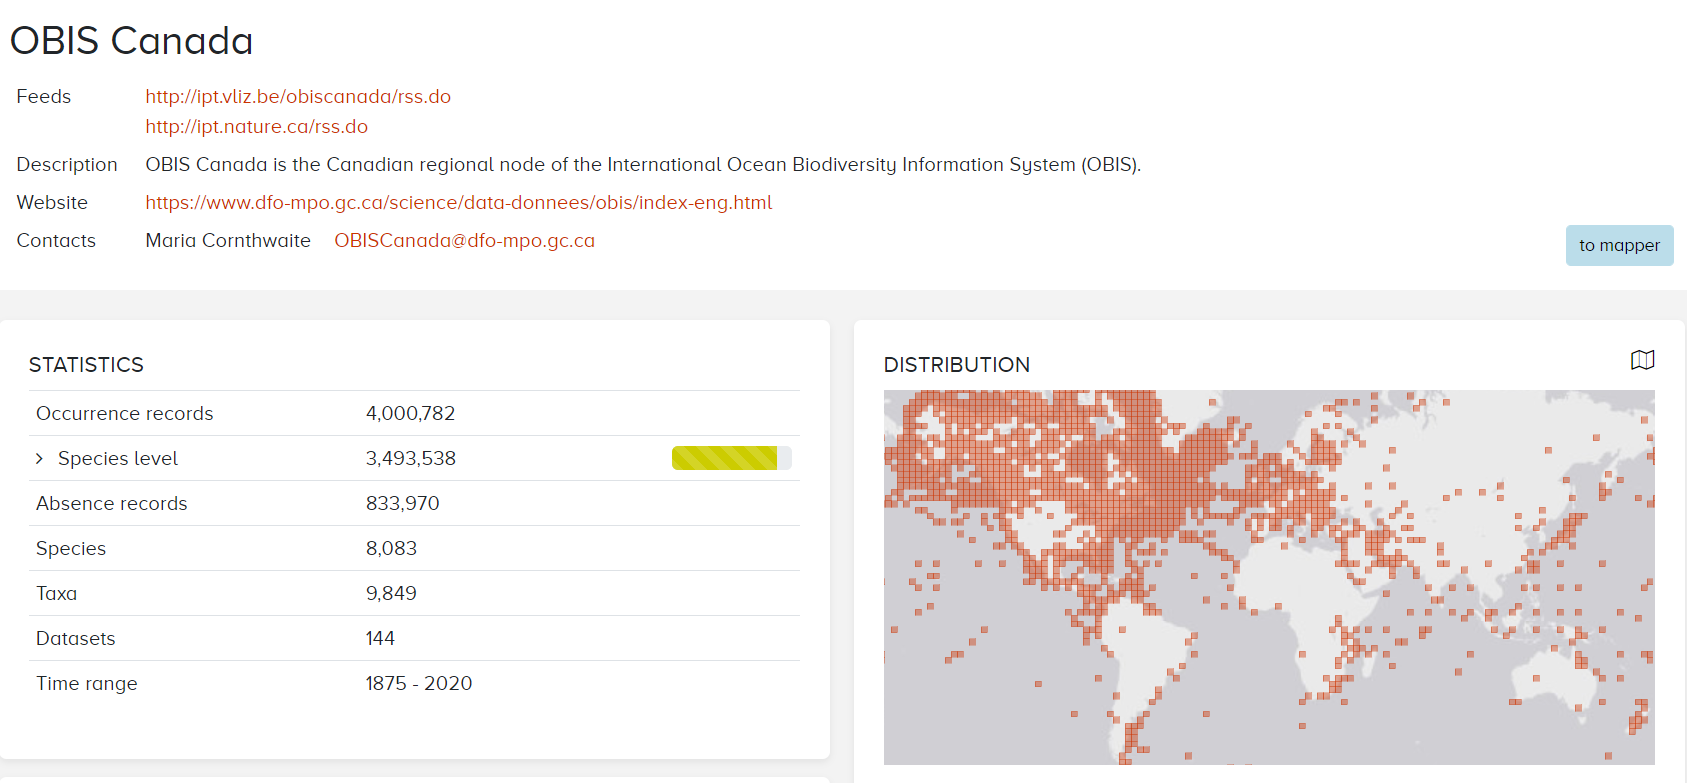 OBIS Canada
Feeds http://ipt.vliz.be/obiscanada/rss.do
http://ipt.nature.ca/rss.do
Description OBIS Canada is the Canadian regional node of the International Ocean Biodiversity Information System (OBIS).
Website https://www.dfo-mpo.gc.ca/science/data-donnees/obis/index-eng.html
Contacts Maria Cornthwaite OBISCanada@dfo-mpo.gc.ca
to mapper
STATISTICS
Occurrence records 4,000,782
Species level 3,493,538
Absence records 833,970
Species 8,083
Taxa 9,849
Datasets 144
Time range 1875 - 2020
DISTRIBUTION